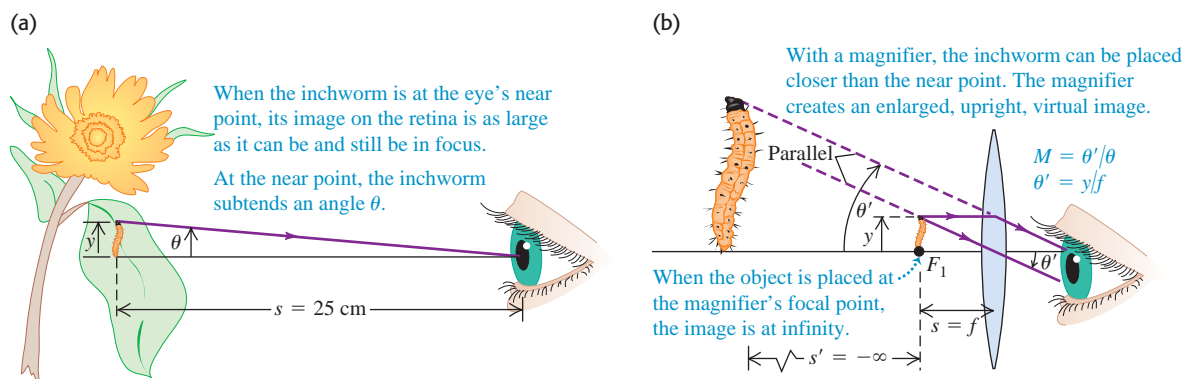 (a)
When the inchworm is at the eye's near
point, its image on the retina is as large
as it can be and still be in focus.
At the near point, the inchworm
subtends an angle θ.
y
θ
s = 25 cm
(b)
With a magnifier, the inchworm can be placed
closer than the near point. The magnifier
creates an enlarged, upright, virtual image.
Parallel
M = θ'/θ
θ' = y/f
θ'
y
F1
θ'
When the object is placed at
the magnifier's focal point,
the image is at infinity.
s = f
s' = −∞